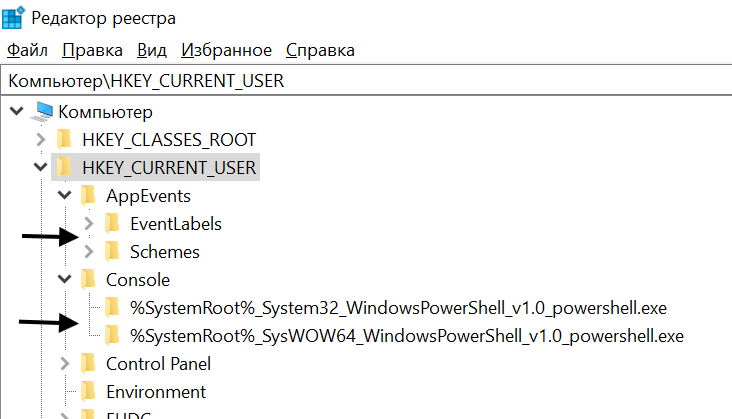 Редактор реестра
Файл Правка Вид Избранное Справка
Компьютер\HKEY_CURRENT_USER
Компьютер
HKEY_CLASSES_ROOT
HKEY_CURRENT_USER
AppEvents
EventLabels
Schemes
Console
%SystemRoot%_System32_WindowsPowerShell_v1.0_powershell.exe
%SystemRoot%_SysWOW64_WindowsPowerShell_v1.0_powershell.exe
Control Panel
Environment
EUDC